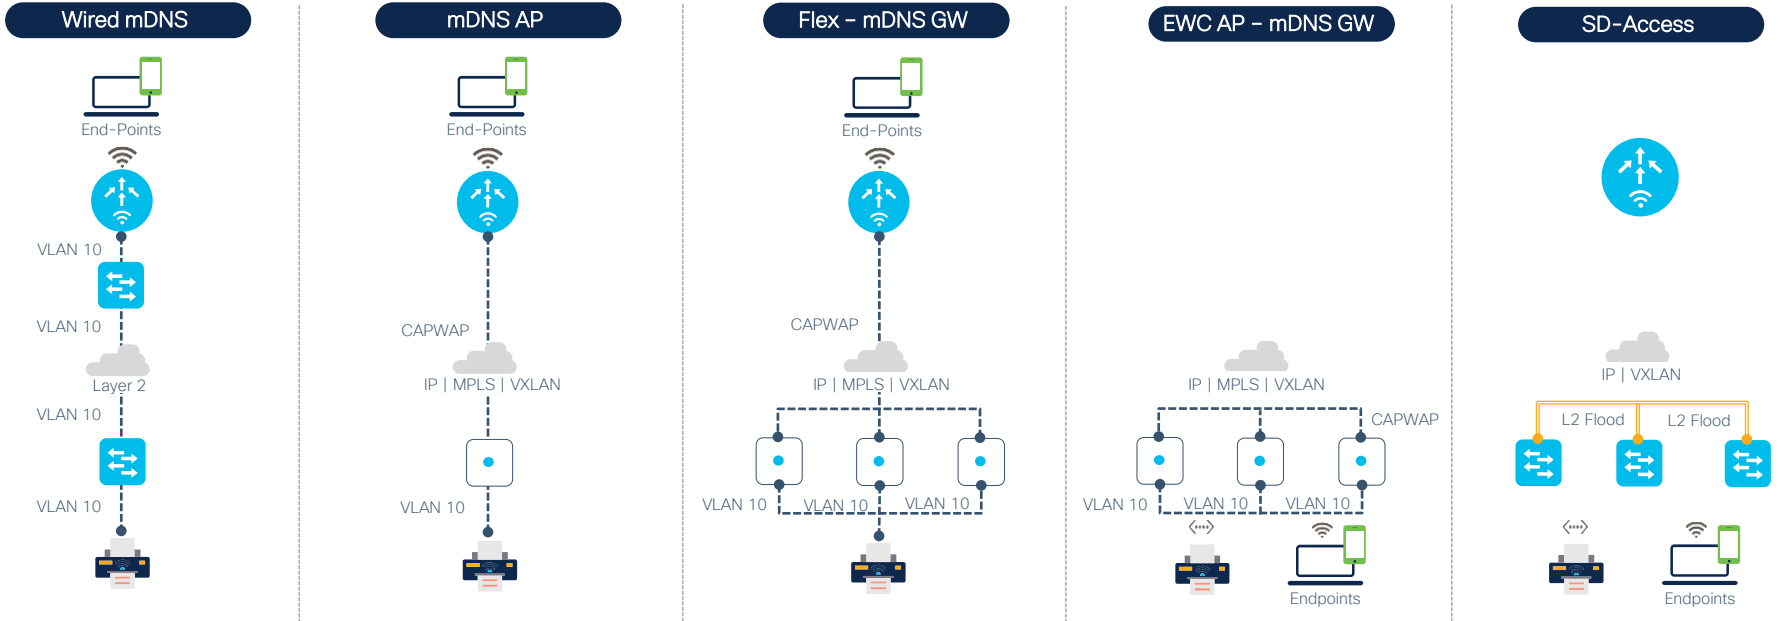 Wired mDNS
End-Points
VLAN 10
VLAN 10
Layer 2
VLAN 10
VLAN 10
mDNS AP
End-Points
CAPWAP
IP | MPLS | VXLAN
VLAN 10
Flex - mDNS GW
End-Points
CAPWAP
IP | MPLS | VXLAN
VLAN 10
VLAN 10
VLAN 10
EWC AP - mDNS GW
IP | MPLS | VXLAN
CAPWAP
VLAN 10
VLAN 10
VLAN 10
Endpoints
SD-Access
IP | VXLAN
L2 Flood
L2 Flood
Endpoints